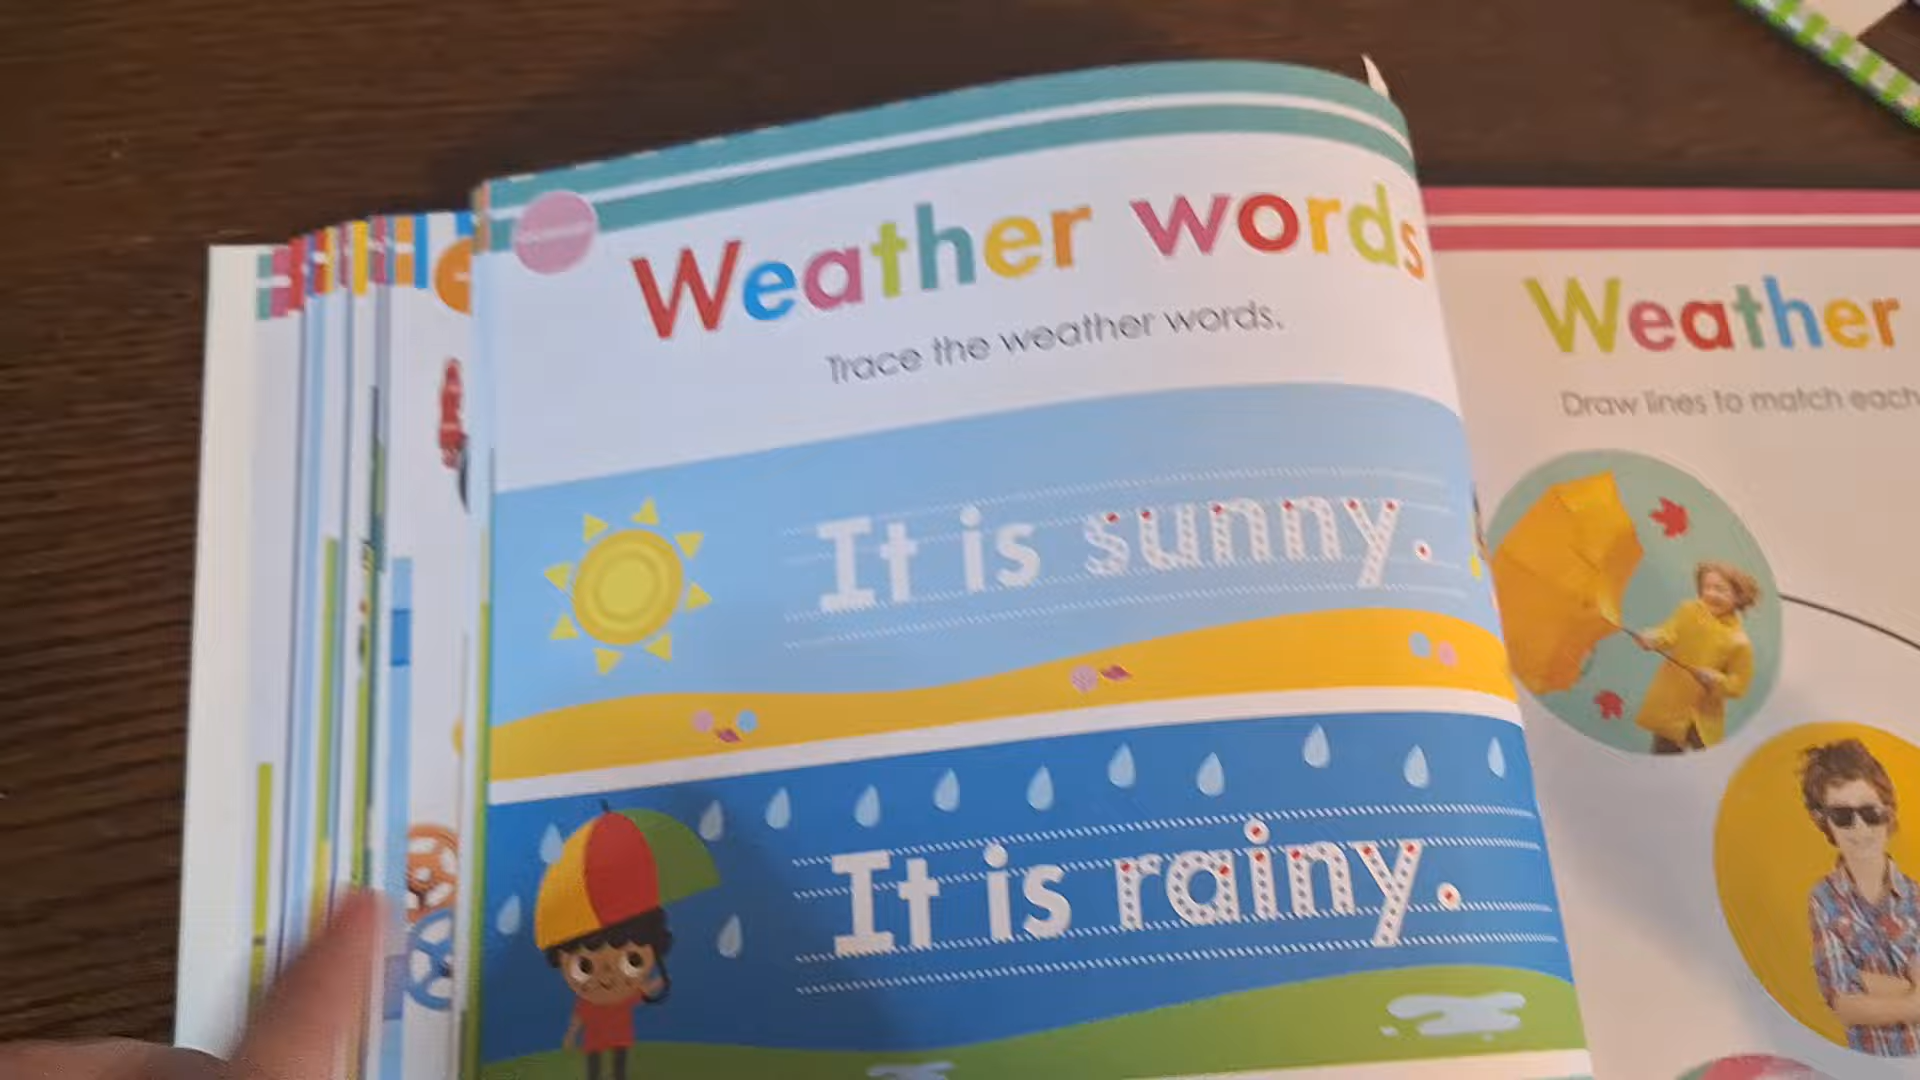 Weather words
Trace the weather words.
It is sunny.
It is rainy.
Weather
Draw lines to match each